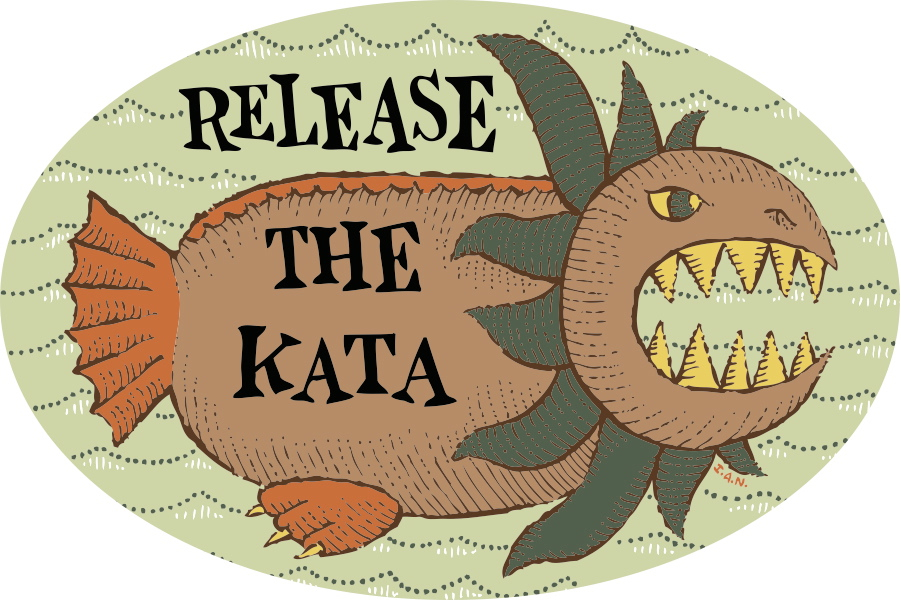 RELEASE
THE
KATA
I.A.N.